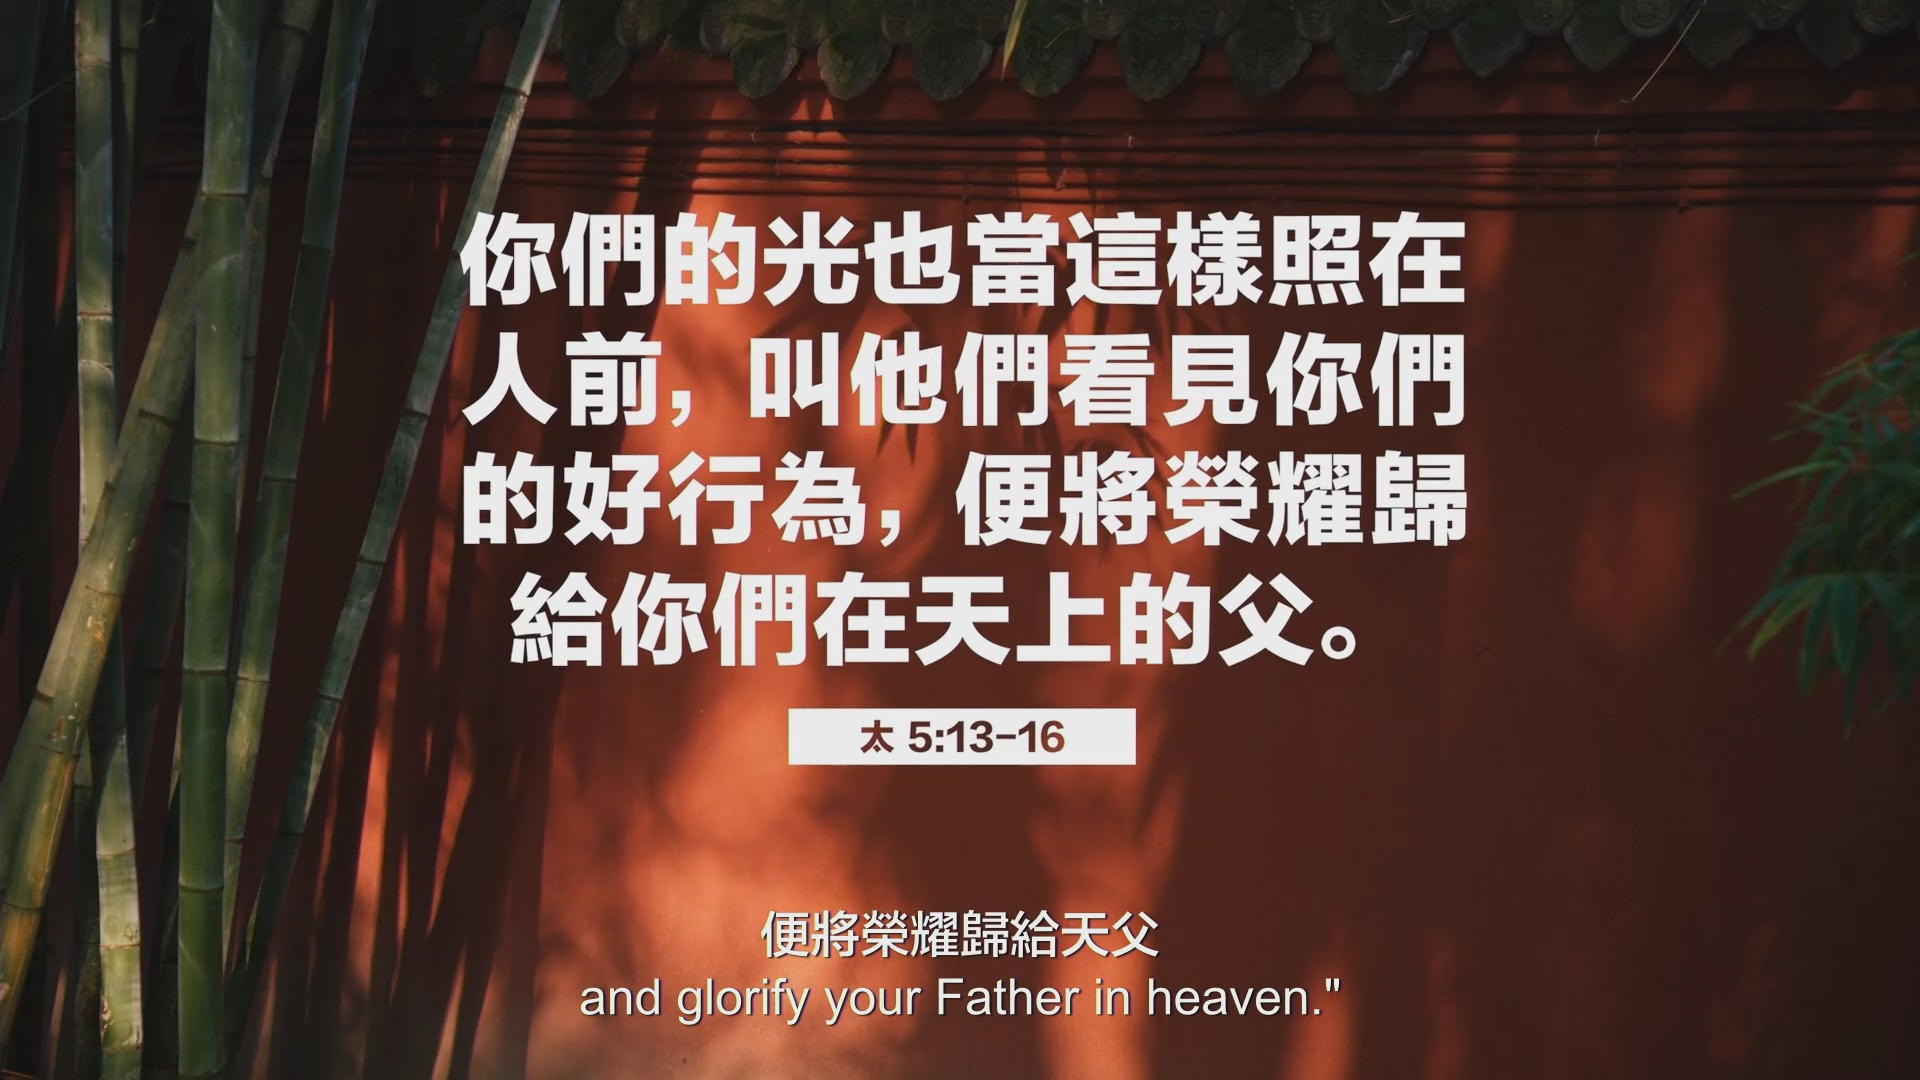 你們的光也當這樣照在
人前，叫他們看見你們
的好行為，便將榮耀歸
給你們在天上的父。
太 5:13-16
便將榮耀歸給天父
and glorify your Father in heaven."